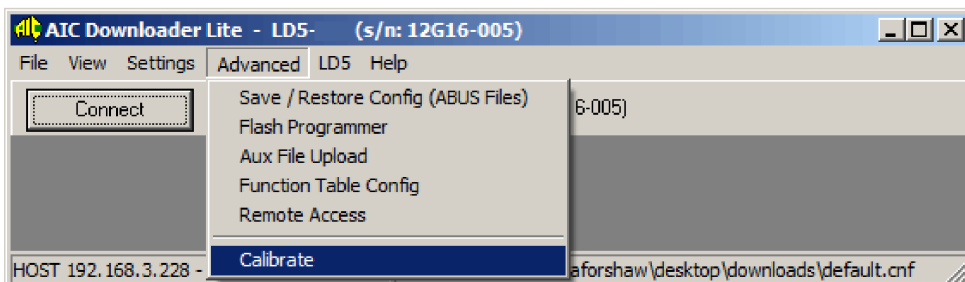 AIC AIC Downloader Lite - LD5- (s/n: 12G16-005)
File View Settings Advanced LD5 Help
Connect
6-005)
Save / Restore Config (ABUS Files)
Flash Programmer
Aux File Upload
Function Table Config
Remote Access
Calibrate
HOST 192.168.3.228 - aforshaw\desktop\downloads\default.cnf